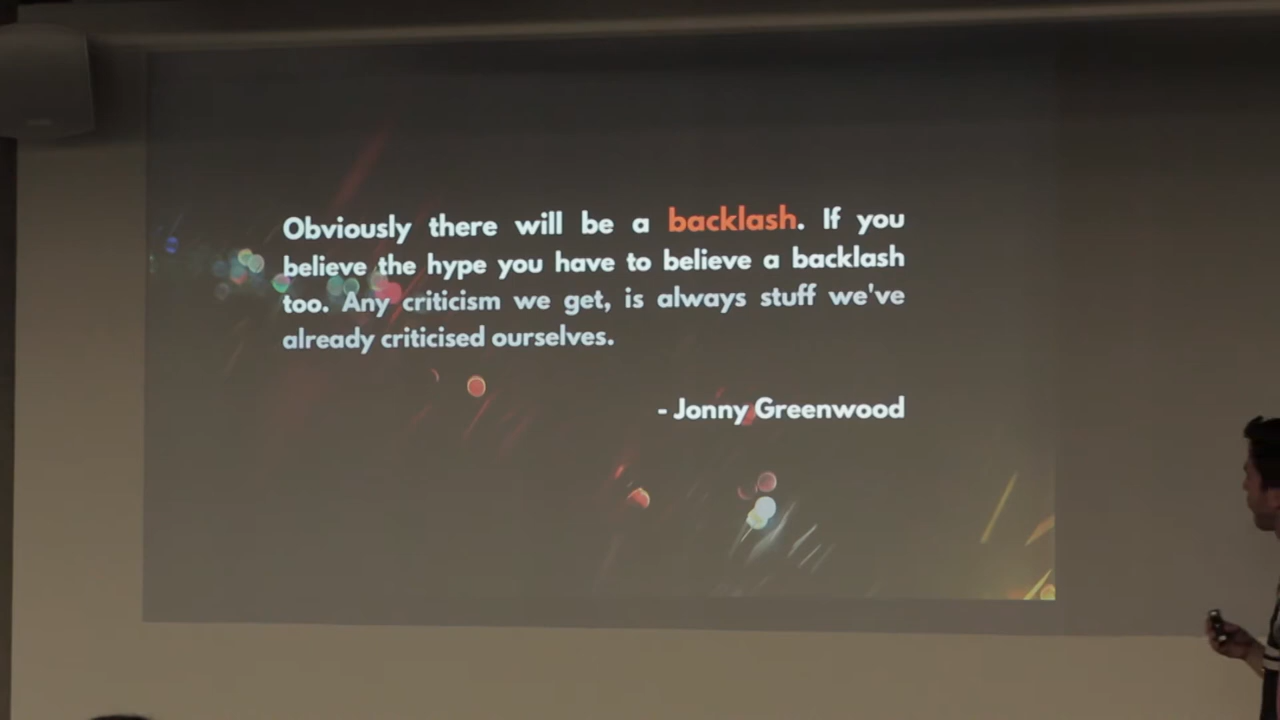 Obviously there will be a backlash. If you
believe the hype you have to believe a backlash
too. Any criticism we get, is always stuff we've
already criticised ourselves.
- Jonny Greenwood